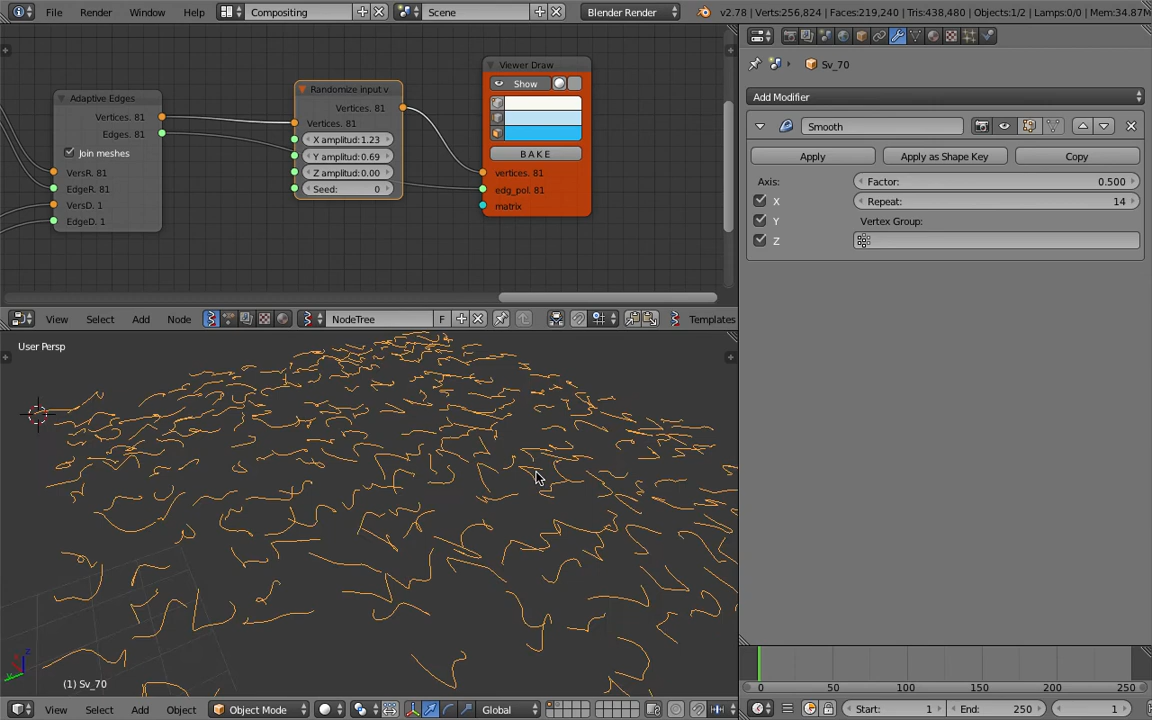 File Render Window Help Compositing Scene Blender Render v2.78 | Verts:256,824 | Faces:219,240 | Tris:438,480 | Objects:1/2 | Lamps:0/0 | Mem:34.87M
Adaptive Edges
Vertices. 81
Edges. 81
Join meshes
VersR. 81
EdgeR. 81
VersD. 1
EdgeD. 1
Randomize input v
Vertices. 81
Vertices. 81
X amplitud: 1.23
Y amplitud: 0.69
Z amplitud: 0.00
Seed: 0
Viewer Draw
Show
BAKE
vertices. 81
edg_pol. 81
matrix
View Select Add Node NodeTree F Templates
User Persp
(1) Sv_70
View Select Add Object Object Mode Global
Sv_70
Add Modifier
Smooth
Apply Apply as Shape Key Copy
Axis: Factor: 0.500
X Repeat: 14
Y Vertex Group:
Z
0 50 100 150 200 250
Start: 1 End: 250 1